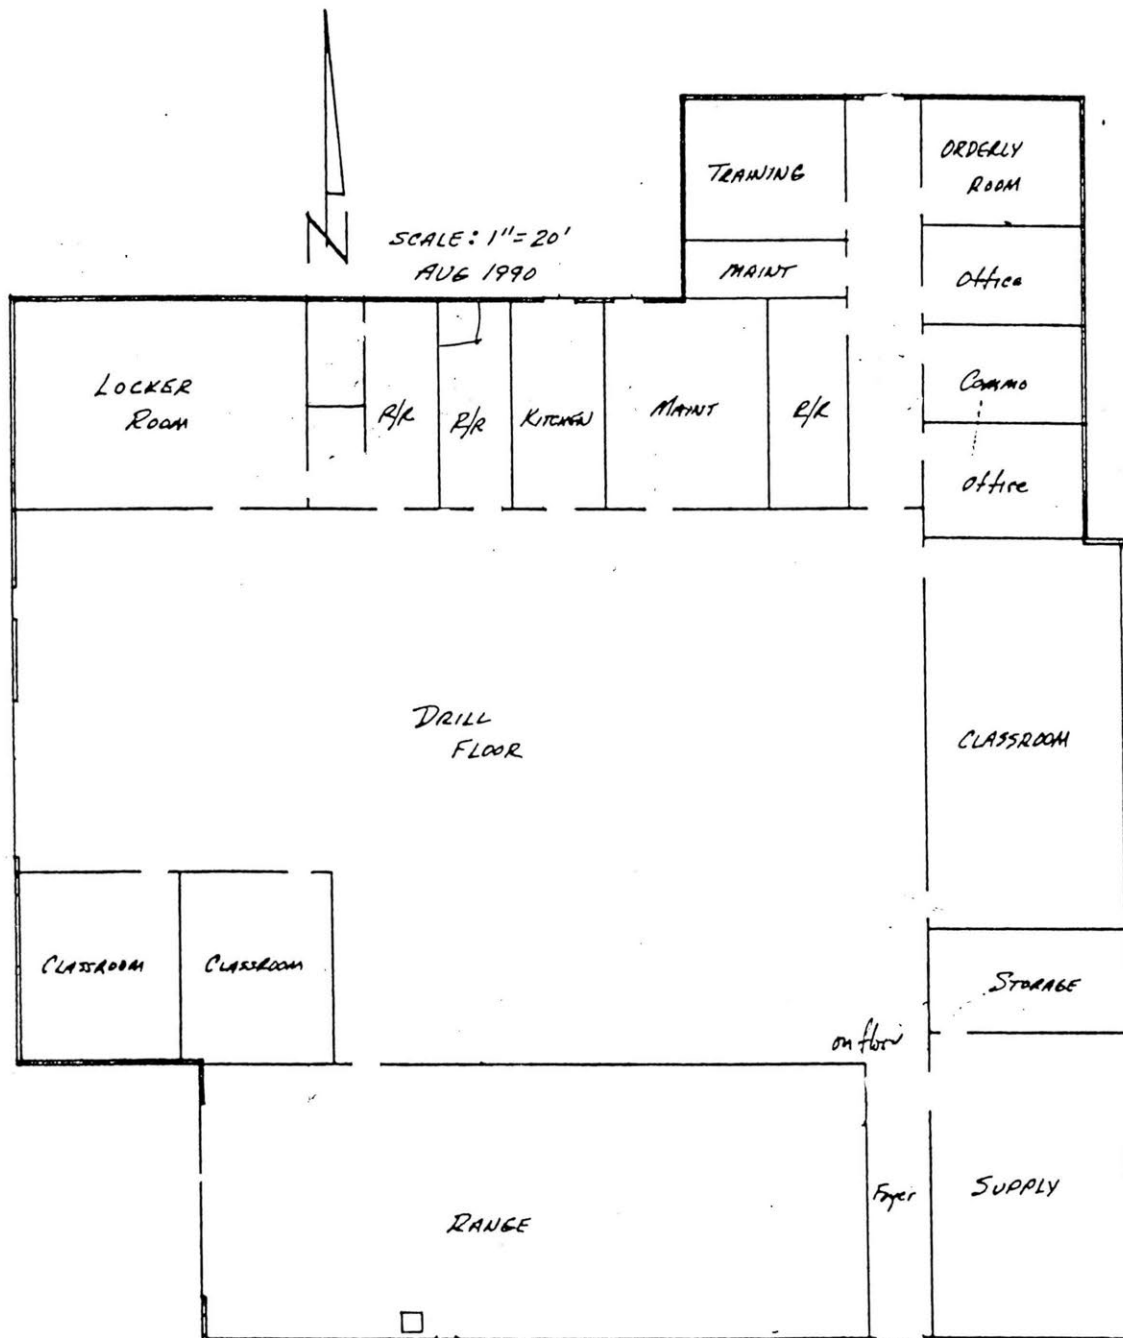 TRAINING
ORDERLY
ROOM
SCALE: 1"=20'
AUG 1990
MAINT
Office
LOCKER
ROOM
R/R
R/R
KITCHEN
MAINT
R/R
Commo
Office
DRILL
FLOOR
CLASSROOM
CLASSROOM
CLASSROOM
STORAGE
on floor
Foyer
SUPPLY
RANGE
N